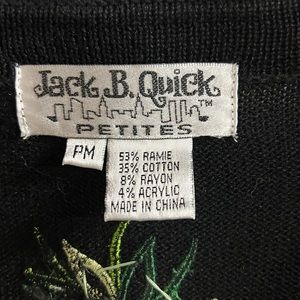 Jack B. Quick
TM
PETITES
PM
53% RAMIE
35% COTTON
8% RAYON
4% ACRYLIC
MADE IN CHINA